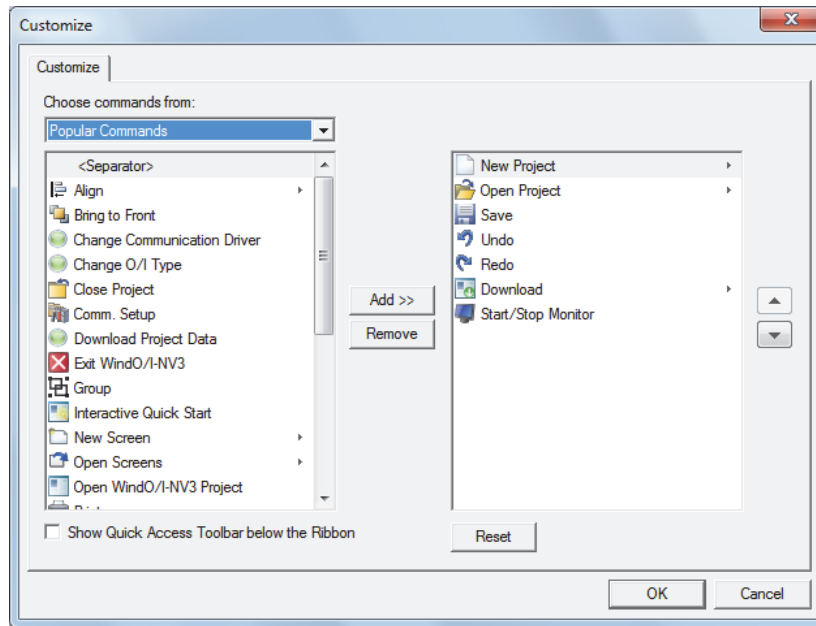 Customize
Customize
Choose commands from:
Popular Commands
<Separator>
Align
Bring to Front
Change Communication Driver
Change O/I Type
Close Project
Comm. Setup
Download Project Data
Exit WindO/I-NV3
Group
Interactive Quick Start
New Screen
Open Screens
Open WindO/I-NV3 Project
Add >>
Remove
New Project
Open Project
Save
Undo
Redo
Download
Start/Stop Monitor
Show Quick Access Toolbar below the Ribbon
Reset
OK
Cancel